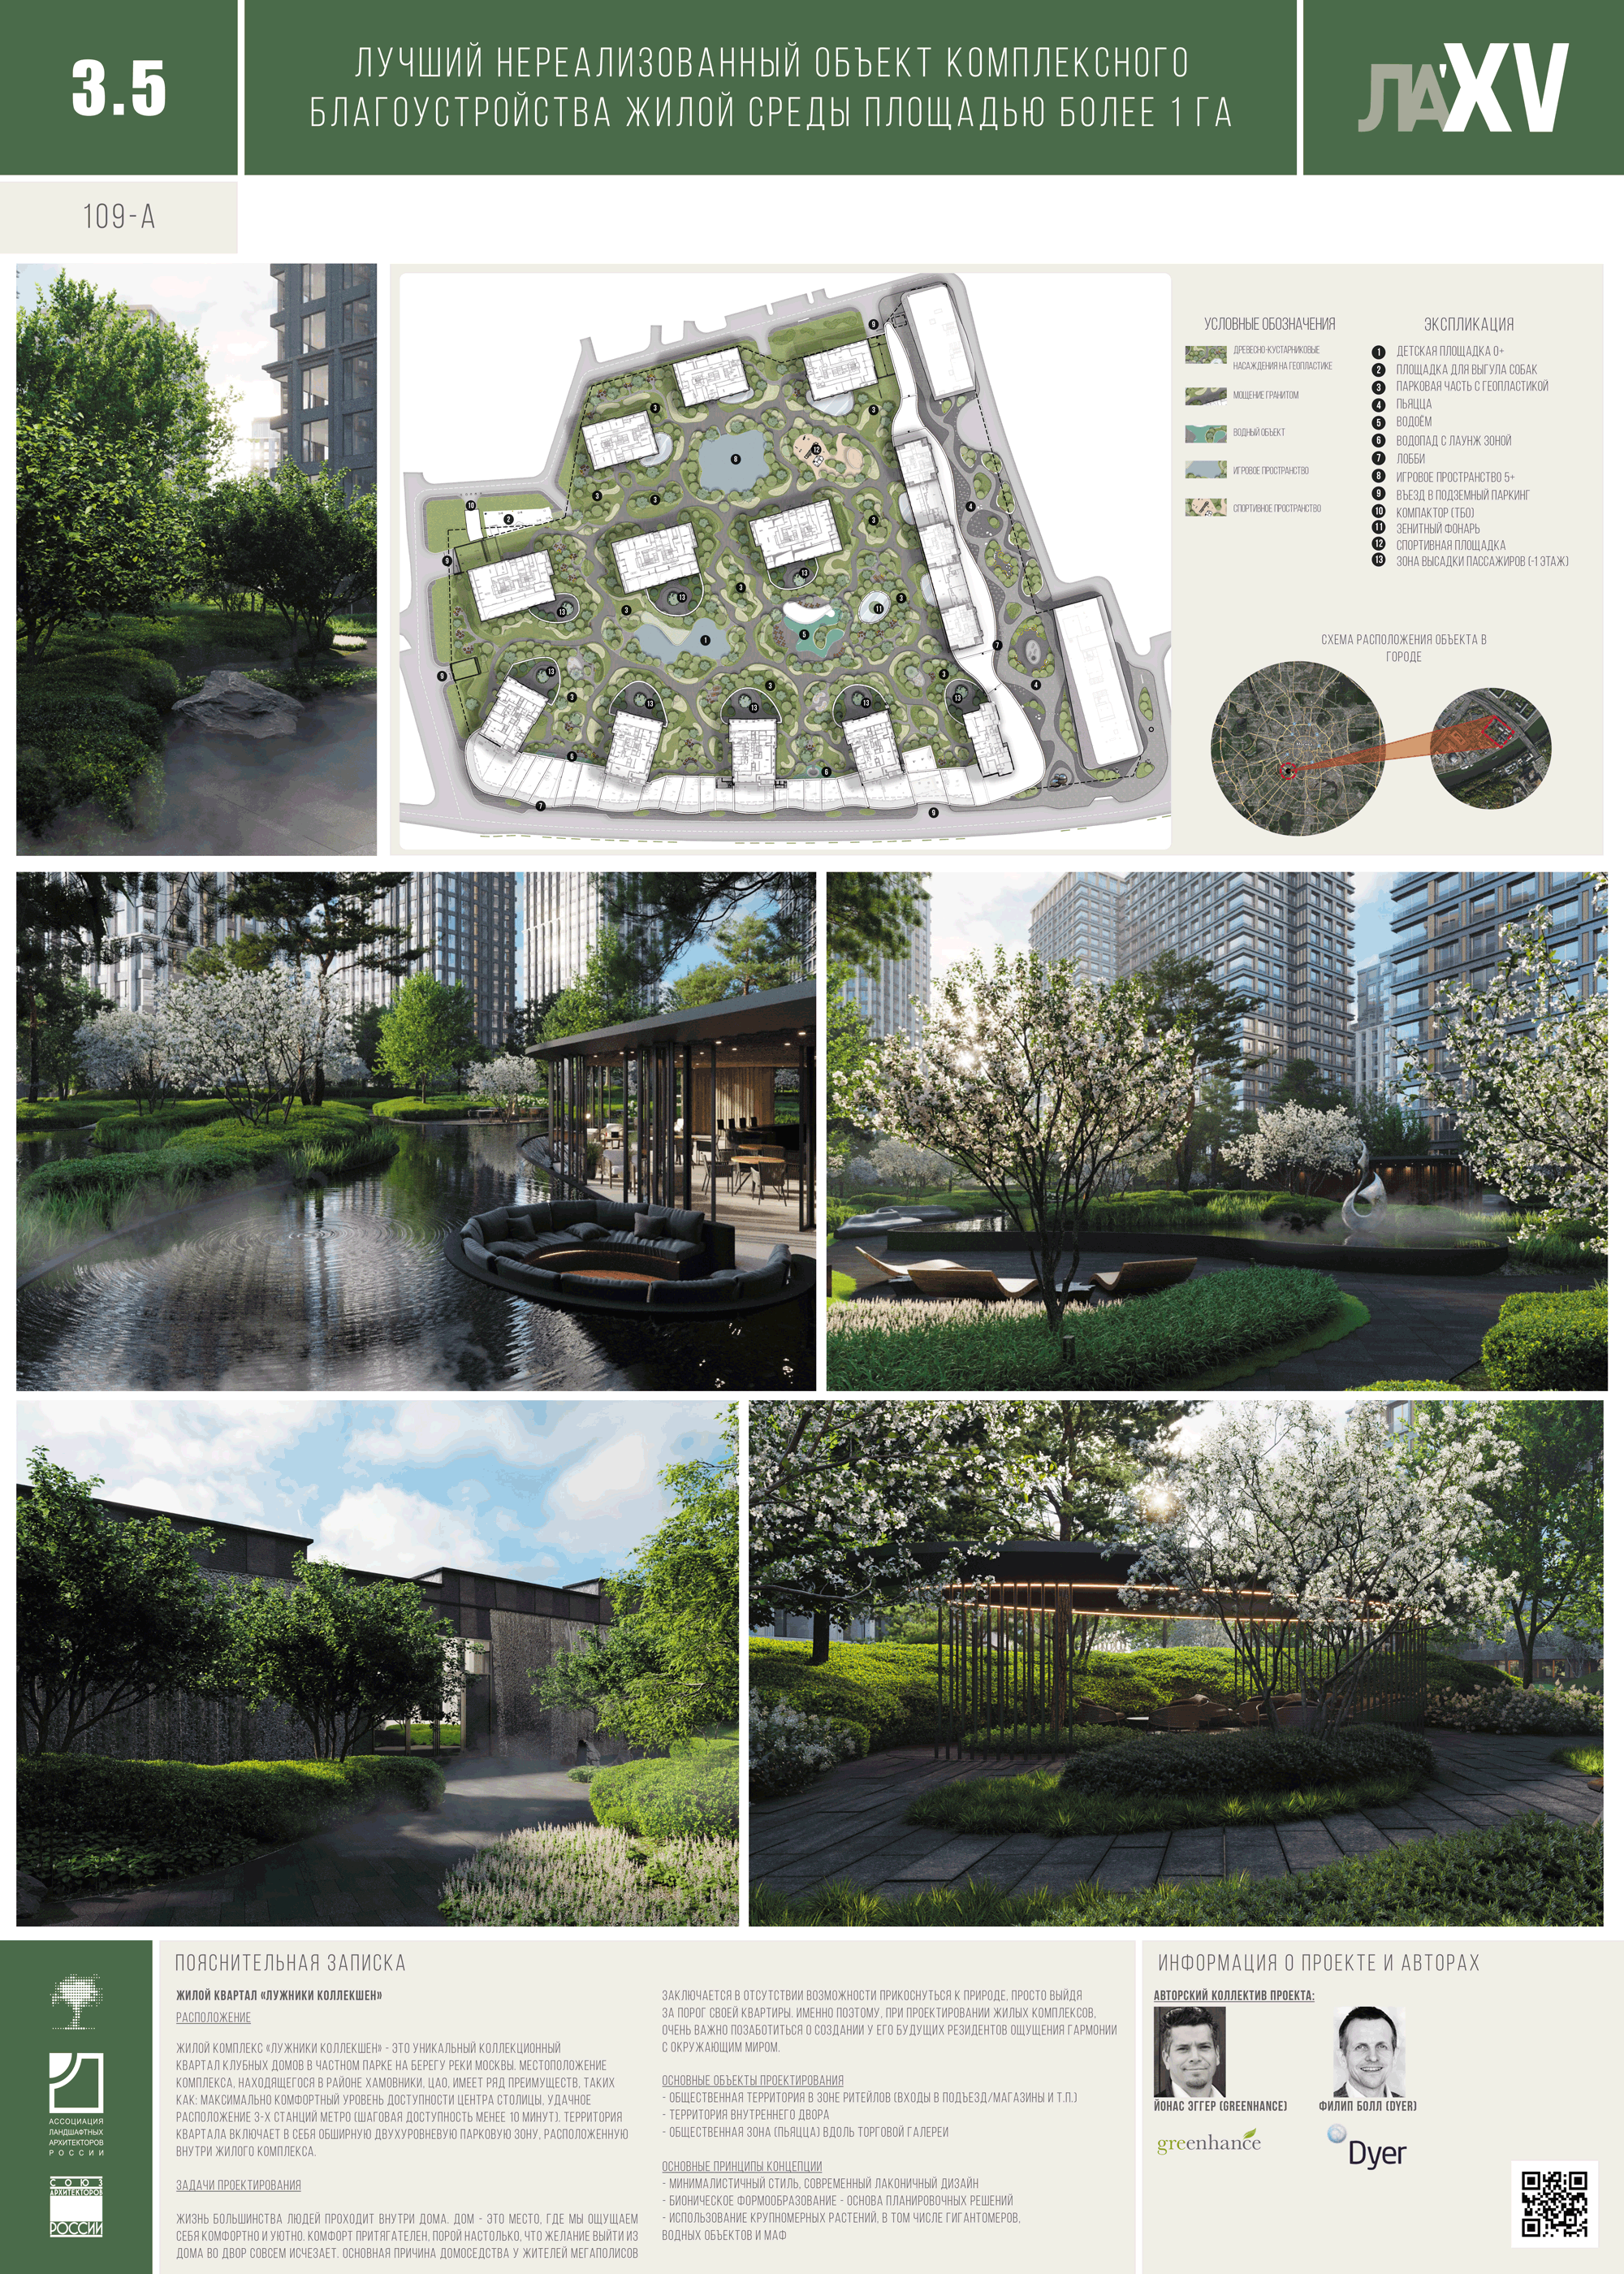 3.5
ЛУЧШИЙ НЕРЕАЛИЗОВАННЫЙ ОБЪЕКТ КОМПЛЕКСНОГО
БЛАГОУСТРОЙСТВА ЖИЛОЙ СРЕДЫ ПЛОЩАДЬЮ БОЛЕЕ 1 ГА
ЛА'XV
109-А
УСЛОВНЫЕ ОБОЗНАЧЕНИЯ
ДРЕВЕСНО-КУСТАРНИКОВЫЕ
НАСАЖДЕНИЯ НА ГЕОПЛАСТИКЕ
МОЩЕНИЕ ГРАНИТОМ
ВОДНЫЙ ОБЪЕКТ
ИГРОВОЕ ПРОСТРАНСТВО
СПОРТИВНОЕ ПРОСТРАНСТВО
ЭКСПЛИКАЦИЯ
1 ДЕТСКАЯ ПЛОЩАДКА 0+
2 ПЛОЩАДКА ДЛЯ ВЫГУЛА СОБАК
3 ПАРКОВАЯ ЧАСТЬ С ГЕОПЛАСТИКОЙ
4 ПЬЯЦЦА
5 ВОДОЁМ
6 ВОДОПАД С ЛАУНЖ ЗОНОЙ
7 ЛОББИ
8 ИГРОВОЕ ПРОСТРАНСТВО 5+
9 ВЪЕЗД В ПОДЗЕМНЫЙ ПАРКИНГ
10 КОМПАКТОР (ТБО)
11 ЗЕНИТНЫЙ ФОНАРЬ
12 СПОРТИВНАЯ ПЛОЩАДКА
13 ЗОНА ВЫСАДКИ ПАССАЖИРОВ (-1 ЭТАЖ)
СХЕМА РАСПОЛОЖЕНИЯ ОБЪЕКТА В
ГОРОДЕ
ПОЯСНИТЕЛЬНАЯ ЗАПИСКА
ЖИЛОЙ КВАРТАЛ «ЛУЖНИКИ КОЛЛЕКШЕН»
РАСПОЛОЖЕНИЕ
ЖИЛОЙ КОМПЛЕКС «ЛУЖНИКИ КОЛЛЕКШЕН» - ЭТО УНИКАЛЬНЫЙ КОЛЛЕКЦИОННЫЙ
КВАРТАЛ КЛУБНЫХ ДОМОВ В ЧАСТНОМ ПАРКЕ НА БЕРЕГУ РЕКИ МОСКВЫ. МЕСТОПОЛОЖЕНИЕ
КОМПЛЕКСА, НАХОДЯЩЕГОСЯ В РАЙОНЕ ХАМОВНИКИ, ЦАО, ИМЕЕТ РЯД ПРЕИМУЩЕСТВ, ТАКИХ
КАК: МАКСИМАЛЬНО КОМФОРТНЫЙ УРОВЕНЬ ДОСТУПНОСТИ ЦЕНТРА СТОЛИЦЫ, УДАЧНОЕ
РАСПОЛОЖЕНИЕ 3-Х СТАНЦИЙ МЕТРО (ШАГОВАЯ ДОСТУПНОСТЬ МЕНЕЕ 10 МИНУТ). ТЕРРИТОРИЯ
КВАРТАЛА ВКЛЮЧАЕТ В СЕБЯ ОБШИРНУЮ ДВУХУРОВНЕВУЮ ПАРКОВУЮ ЗОНУ, РАСПОЛОЖЕННУЮ
ВНУТРИ ЖИЛОГО КОМПЛЕКСА.
ЗАДАЧИ ПРОЕКТИРОВАНИЯ
ЖИЗНЬ БОЛЬШИНСТВА ЛЮДЕЙ ПРОХОДИТ ВНУТРИ ДОМА. ДОМ - ЭТО МЕСТО, ГДЕ МЫ ОЩУЩАЕМ
СЕБЯ КОМФОРТНО И УЮТНО. КОМФОРТ ПРИТЯГАТЕЛЕН, ПОРОЙ НАСТОЛЬКО, ЧТО ЖЕЛАНИЕ ВЫЙТИ ИЗ
ДОМА ВО ДВОР СОВСЕМ ИСЧЕЗАЕТ. ОСНОВНАЯ ПРИЧИНА ДОМОСЕДСТВА У ЖИТЕЛЕЙ МЕГАПОЛИСОВ
ЗАКЛЮЧАЕТСЯ В ОТСУТСТВИИ ВОЗМОЖНОСТИ ПРИКОСНУТЬСЯ К ПРИРОДЕ, ПРОСТО ВЫЙДЯ
ЗА ПОРОГ СВОЕЙ КВАРТИРЫ. ИМЕННО ПОЭТОМУ, ПРИ ПРОЕКТИРОВАНИИ ЖИЛЫХ КОМПЛЕКСОВ,
ОЧЕНЬ ВАЖНО ПОЗАБОТИТЬСЯ О СОЗДАНИИ У ЕГО БУДУЩИХ РЕЗИДЕНТОВ ОЩУЩЕНИЯ ГАРМОНИИ
С ОКРУЖАЮЩИМ МИРОМ.
ОСНОВНЫЕ ОБЪЕКТЫ ПРОЕКТИРОВАНИЯ
- ОБЩЕСТВЕННАЯ ТЕРРИТОРИЯ В ЗОНЕ РИТЕЙЛОВ (ВХОДЫ В ПОДЪЕЗД/МАГАЗИНЫ И Т.П.)
- ТЕРРИТОРИЯ ВНУТРЕННЕГО ДВОРА
- ОБЩЕСТВЕННАЯ ЗОНА (ПЬЯЦЦА) ВДОЛЬ ТОРГОВОЙ ГАЛЕРЕИ
ОСНОВНЫЕ ПРИНЦИПЫ КОНЦЕПЦИИ
- МИНИМАЛИСТИЧНЫЙ СТИЛЬ, СОВРЕМЕННЫЙ ЛАКОНИЧНЫЙ ДИЗАЙН
- БИОНИЧЕСКОЕ ФОРМООБРАЗОВАНИЕ - ОСНОВА ПЛАНИРОВОЧНЫХ РЕШЕНИЙ
- ИСПОЛЬЗОВАНИЕ КРУПНОМЕРНЫХ РАСТЕНИЙ, В ТОМ ЧИСЛЕ ГИГАНТОМЕРОВ,
ВОДНЫХ ОБЪЕКТОВ И МАФ
ИНФОРМАЦИЯ О ПРОЕКТЕ И АВТОРАХ
АВТОРСКИЙ КОЛЛЕКТИВ ПРОЕКТА:
ЙОНАС ЭГГЕР (GREENHANCE)
ФИЛИП БОЛЛ (DYER)
greenhance
Dyer
АССОЦИАЦИЯ
ЛАНДШАФТНЫХ
АРХИТЕКТОРОВ
РОССИИ
СОЮЗ
АРХИТЕКТОРОВ
РОССИИ